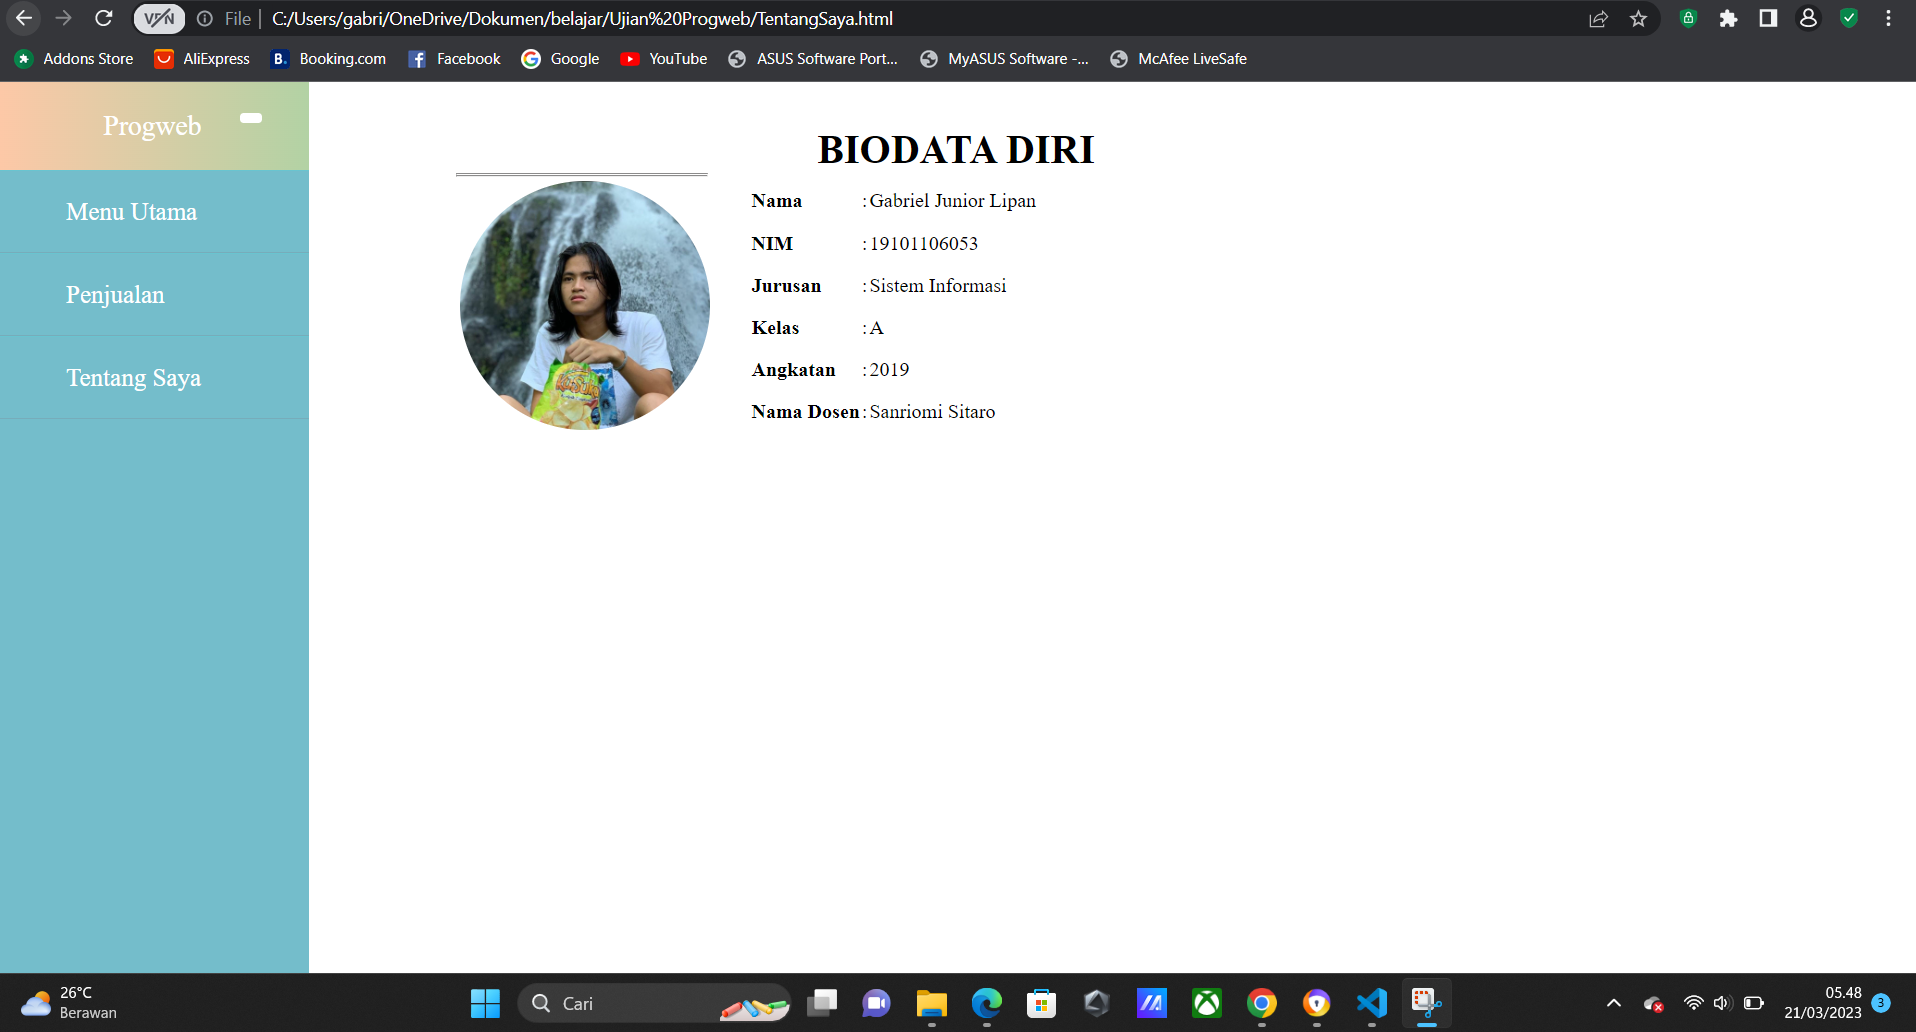 VPN File | C:/Users/gabri/OneDrive/Dokumen/belajar/Ujian%20Progweb/TentangSaya.html
Addons Store AliExpress B. Booking.com Facebook Google YouTube ASUS Software Port... MyASUS Software -... McAfee LiveSafe
Progweb
Menu Utama
Penjualan
Tentang Saya
BIODATA DIRI
Nama : Gabriel Junior Lipan
NIM : 19101106053
Jurusan : Sistem Informasi
Kelas : A
Angkatan : 2019
Nama Dosen : Sanriomi Sitaro
26°C
Berawan
Cari
05.48
21/03/2023
3